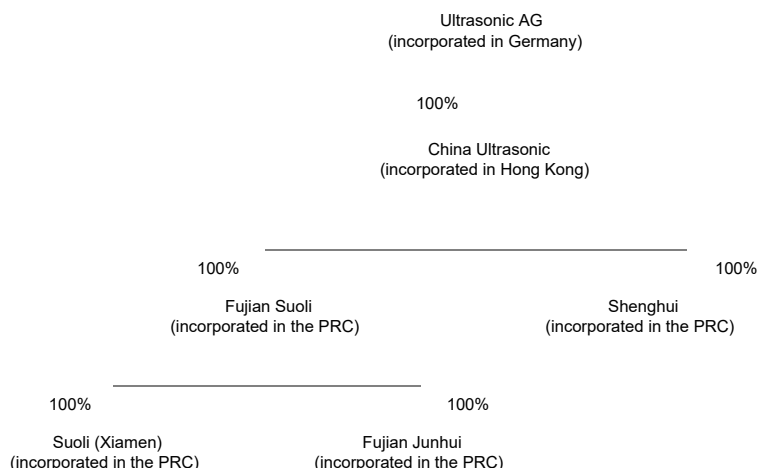 Ultrasonic AG
(incorporated in Germany)
100%
China Ultrasonic
(incorporated in Hong Kong)
100%
100%
Fujian Suoli
(incorporated in the PRC)
Shenghui
(incorporated in the PRC)
100%
100%
Suoli (Xiamen)
(incorporated in the PRC)
Fujian Junhui
(incorporated in the PRC)